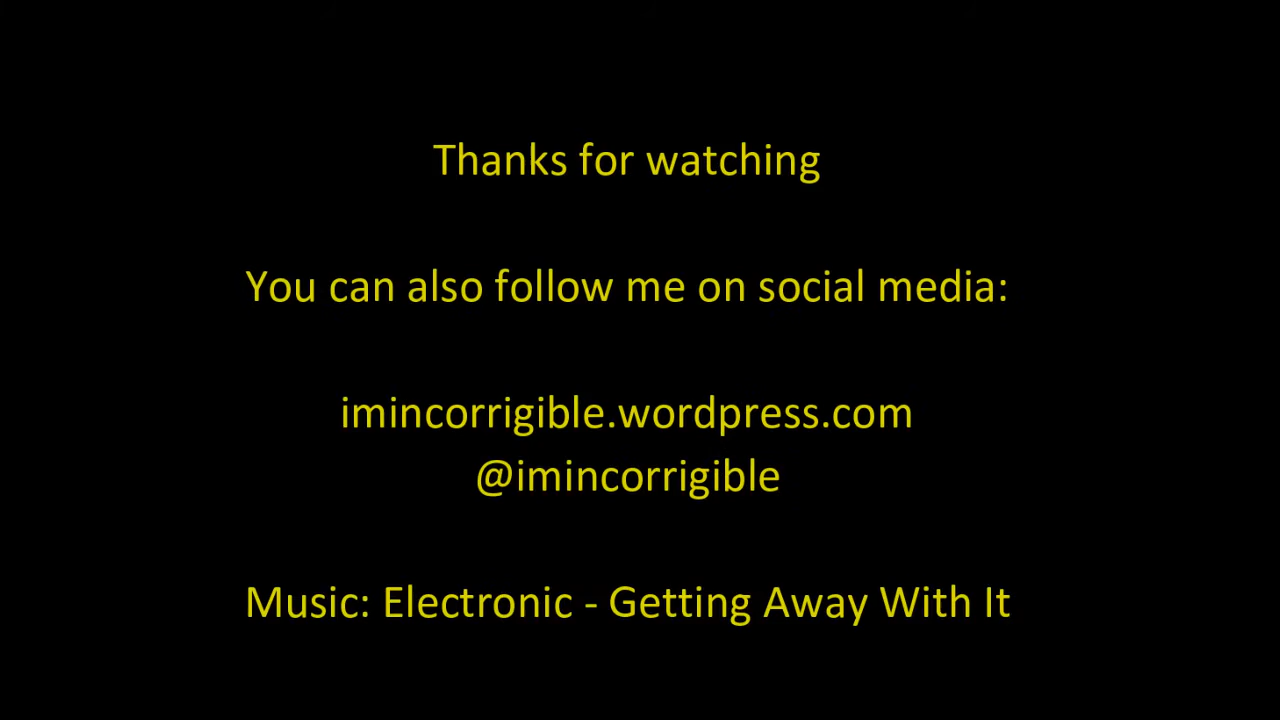 Thanks for watching
You can also follow me on social media:
imincorrigible.wordpress.com
@imincorrigible
Music: Electronic - Getting Away With It